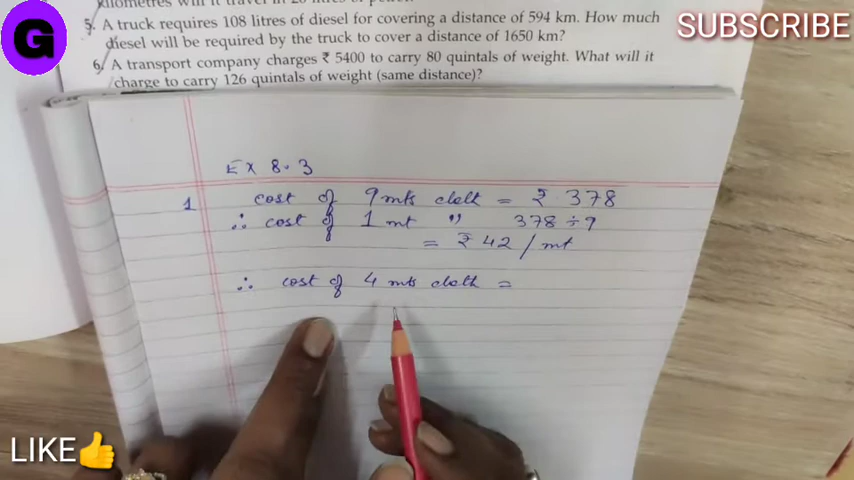 G
SUBSCRIBE
5. A truck requires 108 litres of diesel for covering a distance of 594 km. How much
diesel will be required by the truck to cover a distance of 1650 km?
6. A transport company charges ₹ 5400 to carry 80 quintals of weight. What will it
charge to carry 126 quintals of weight (same distance)?
EX 8.3
1 cost of 9 mts cloth = ₹ 378
∴ cost of 1 mt " 378 ÷ 9
= ₹ 42 / mt
∴ cost of 4 mts cloth =
LIKE👍